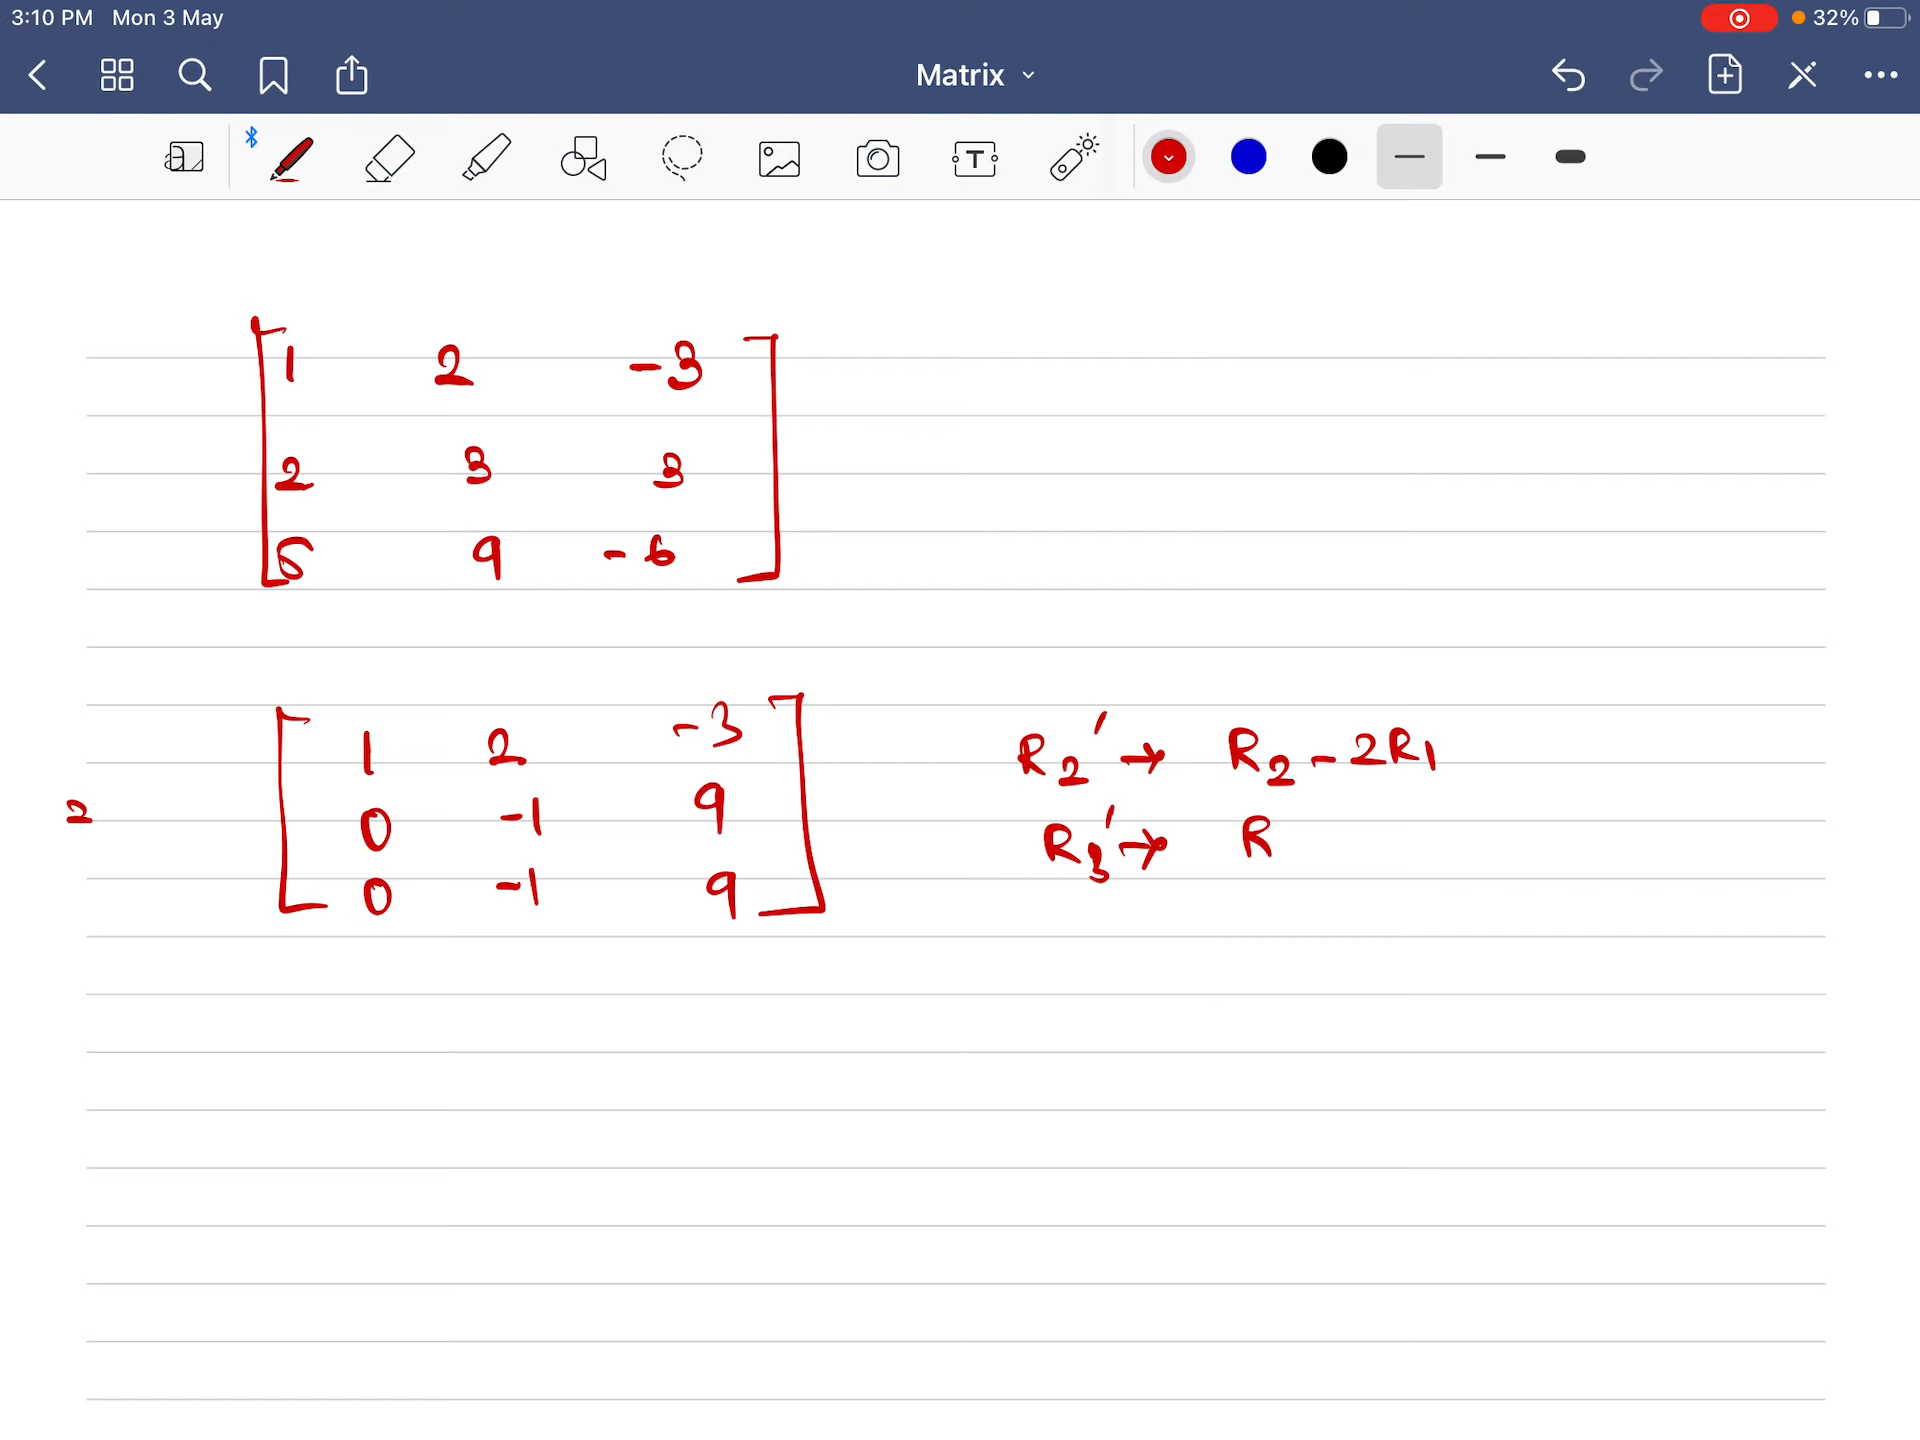 3:10 PM Mon 3 May 32%
Matrix
1 2 -3
2 3 3
5 9 -6
1 2 -3 R2' → R2 - 2R1
2 0 -1 9 R3' → R
0 -1 9